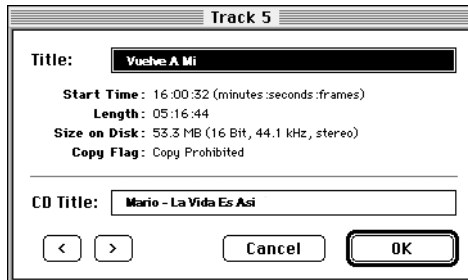 Track 5
Title: Vuelve A Mi
Start Time: 16:00:32 (minutes:seconds:frames)
Length: 05:16:44
Size on Disk: 53.3 MB (16 Bit, 44.1 kHz, stereo)
Copy Flag: Copy Prohibited
CD Title: Mario - La Vida Es Asi
< > Cancel OK